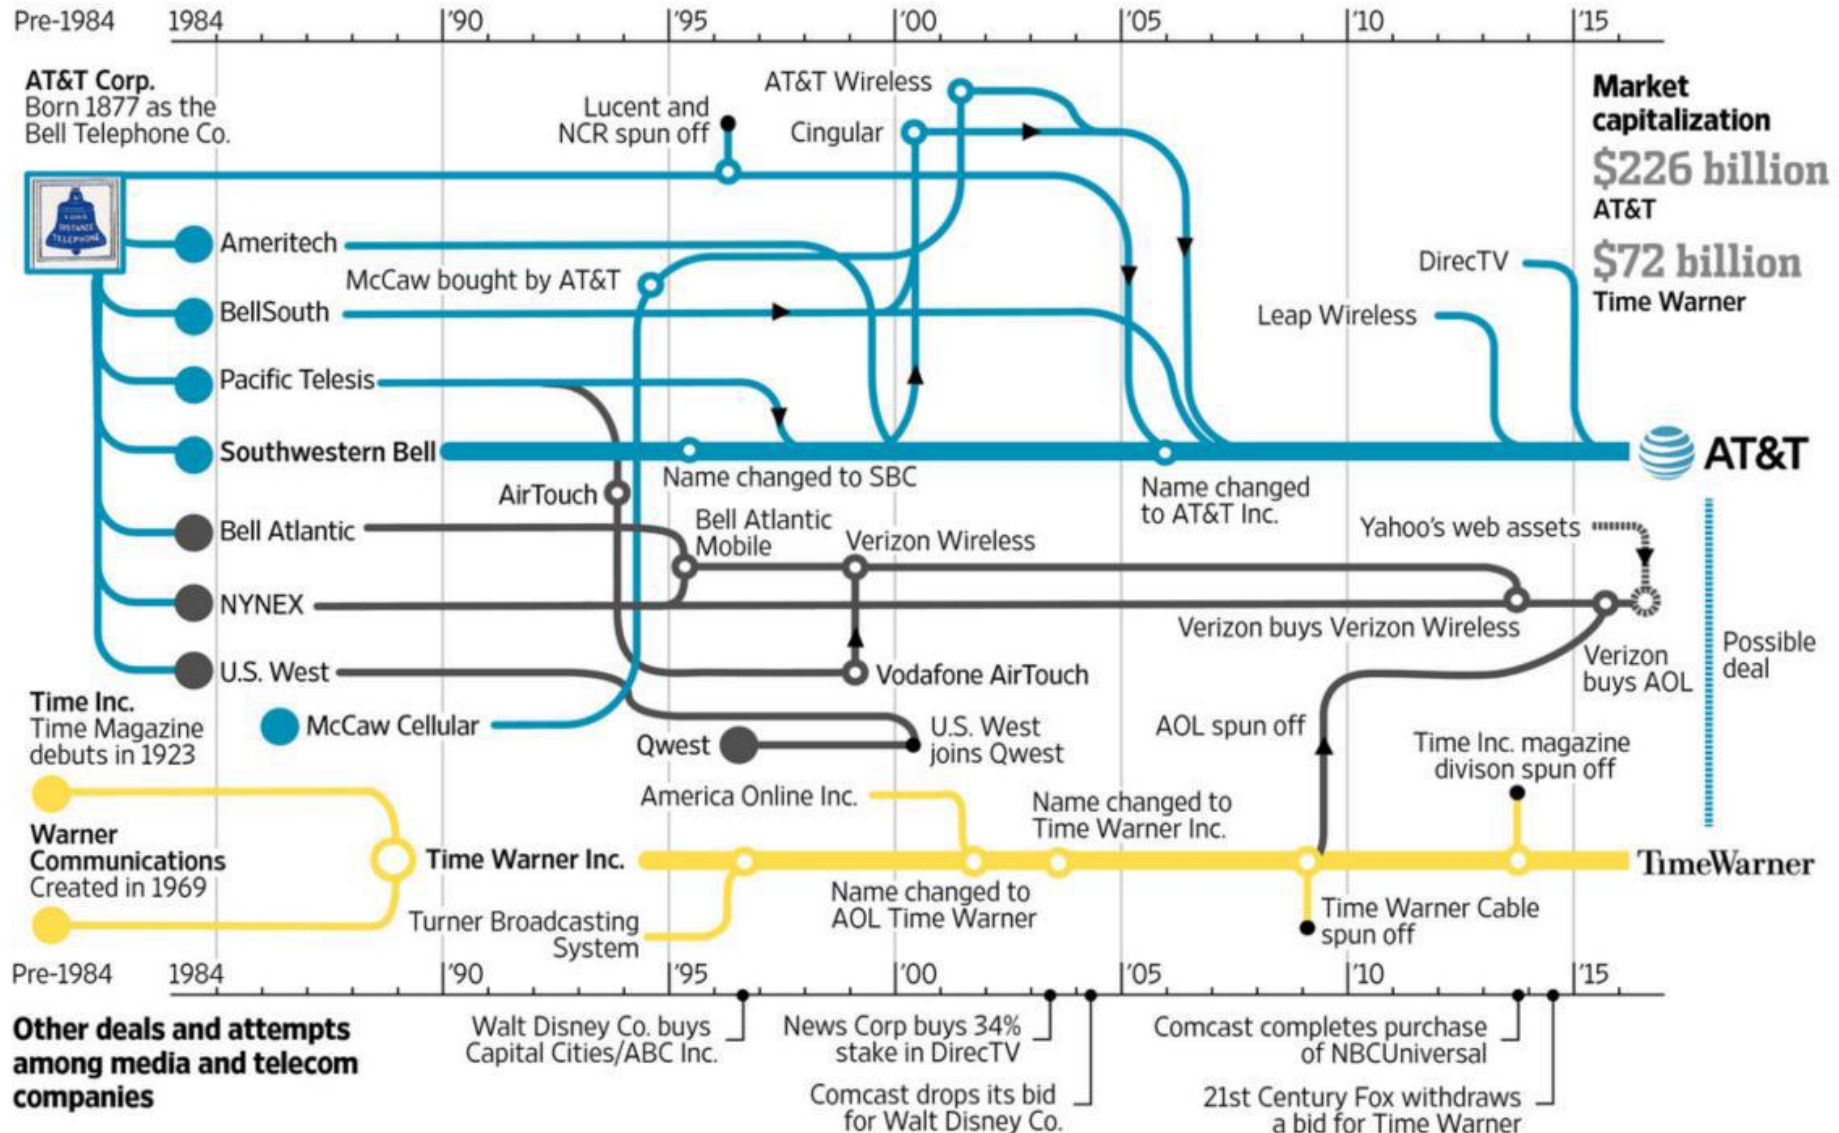 Pre-1984 1984 '90 '95 '00 '05 '10 '15
AT&T Corp.
Born 1877 as the
Bell Telephone Co.
LONG
DISTANCE
TELEPHONE
Lucent and
NCR spun off
AT&T Wireless
Cingular
Market
capitalization
$226 billion
AT&T
$72 billion
Time Warner
Ameritech
McCaw bought by AT&T
BellSouth
DirecTV
Leap Wireless
Pacific Telesis
Southwestern Bell
AT&T
Name changed to SBC
AirTouch
Name changed
to AT&T Inc.
Bell Atlantic
Bell Atlantic
Mobile
Verizon Wireless
Yahoo's web assets
NYNEX
Verizon buys Verizon Wireless
Verizon
buys AOL
Possible
deal
U.S. West
Vodafone AirTouch
Time Inc.
Time Magazine
debuts in 1923
McCaw Cellular
Qwest
U.S. West
joins Qwest
AOL spun off
Time Inc. magazine
divison spun off
America Online Inc.
Name changed to
Time Warner Inc.
Warner
Communications
Created in 1969
Time Warner Inc.
TimeWarner
Name changed to
AOL Time Warner
Turner Broadcasting
System
Time Warner Cable
spun off
Pre-1984 1984 '90 '95 '00 '05 '10 '15
Other deals and attempts
among media and telecom
companies
Walt Disney Co. buys
Capital Cities/ABC Inc.
News Corp buys 34%
stake in DirecTV
Comcast drops its bid
for Walt Disney Co.
Comcast completes purchase
of NBCUniversal
21st Century Fox withdraws
a bid for Time Warner